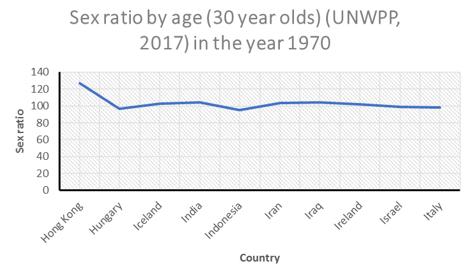 Sex ratio by age (30 year olds) (UNWPP,
2017) in the year 1970
140
120
100
80
60
40
20
0
Sex ratio
Hong Kong
Hungary
Iceland
India
Indonesia
Iran
Iraq
Ireland
Israel
Italy
Country